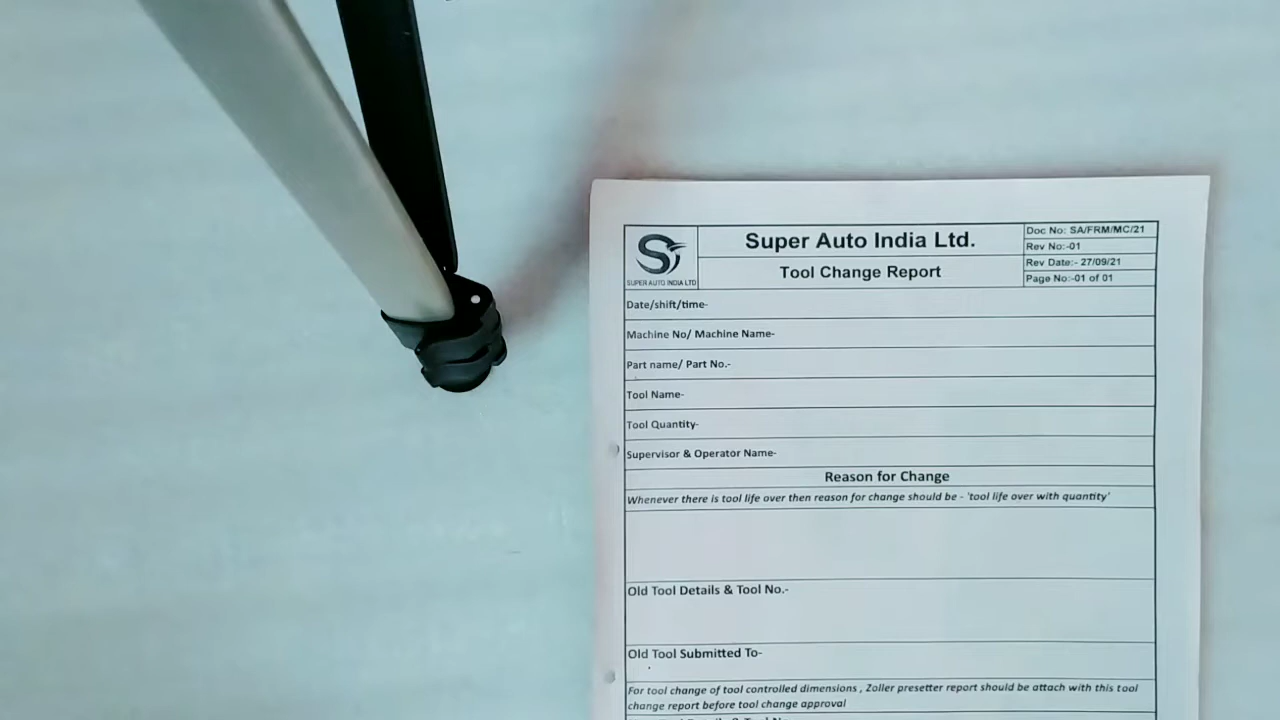 Super Auto India Ltd.
Tool Change Report
SUPER AUTO INDIA LTD
Doc No: SA/FRM/MC/21
Rev No:-01
Rev Date:- 27/09/21
Page No:-01 of 01
Date/shift/time-
Machine No/ Machine Name-
Part name/ Part No.-
Tool Name-
Tool Quantity-
Supervisor & Operator Name-
Reason for Change
Whenever there is tool life over then reason for change should be - 'tool life over with quantity'
Old Tool Details & Tool No.-
Old Tool Submitted To-
For tool change of tool controlled dimensions , Zoller presetter report should be attach with this tool
change report before tool change approval